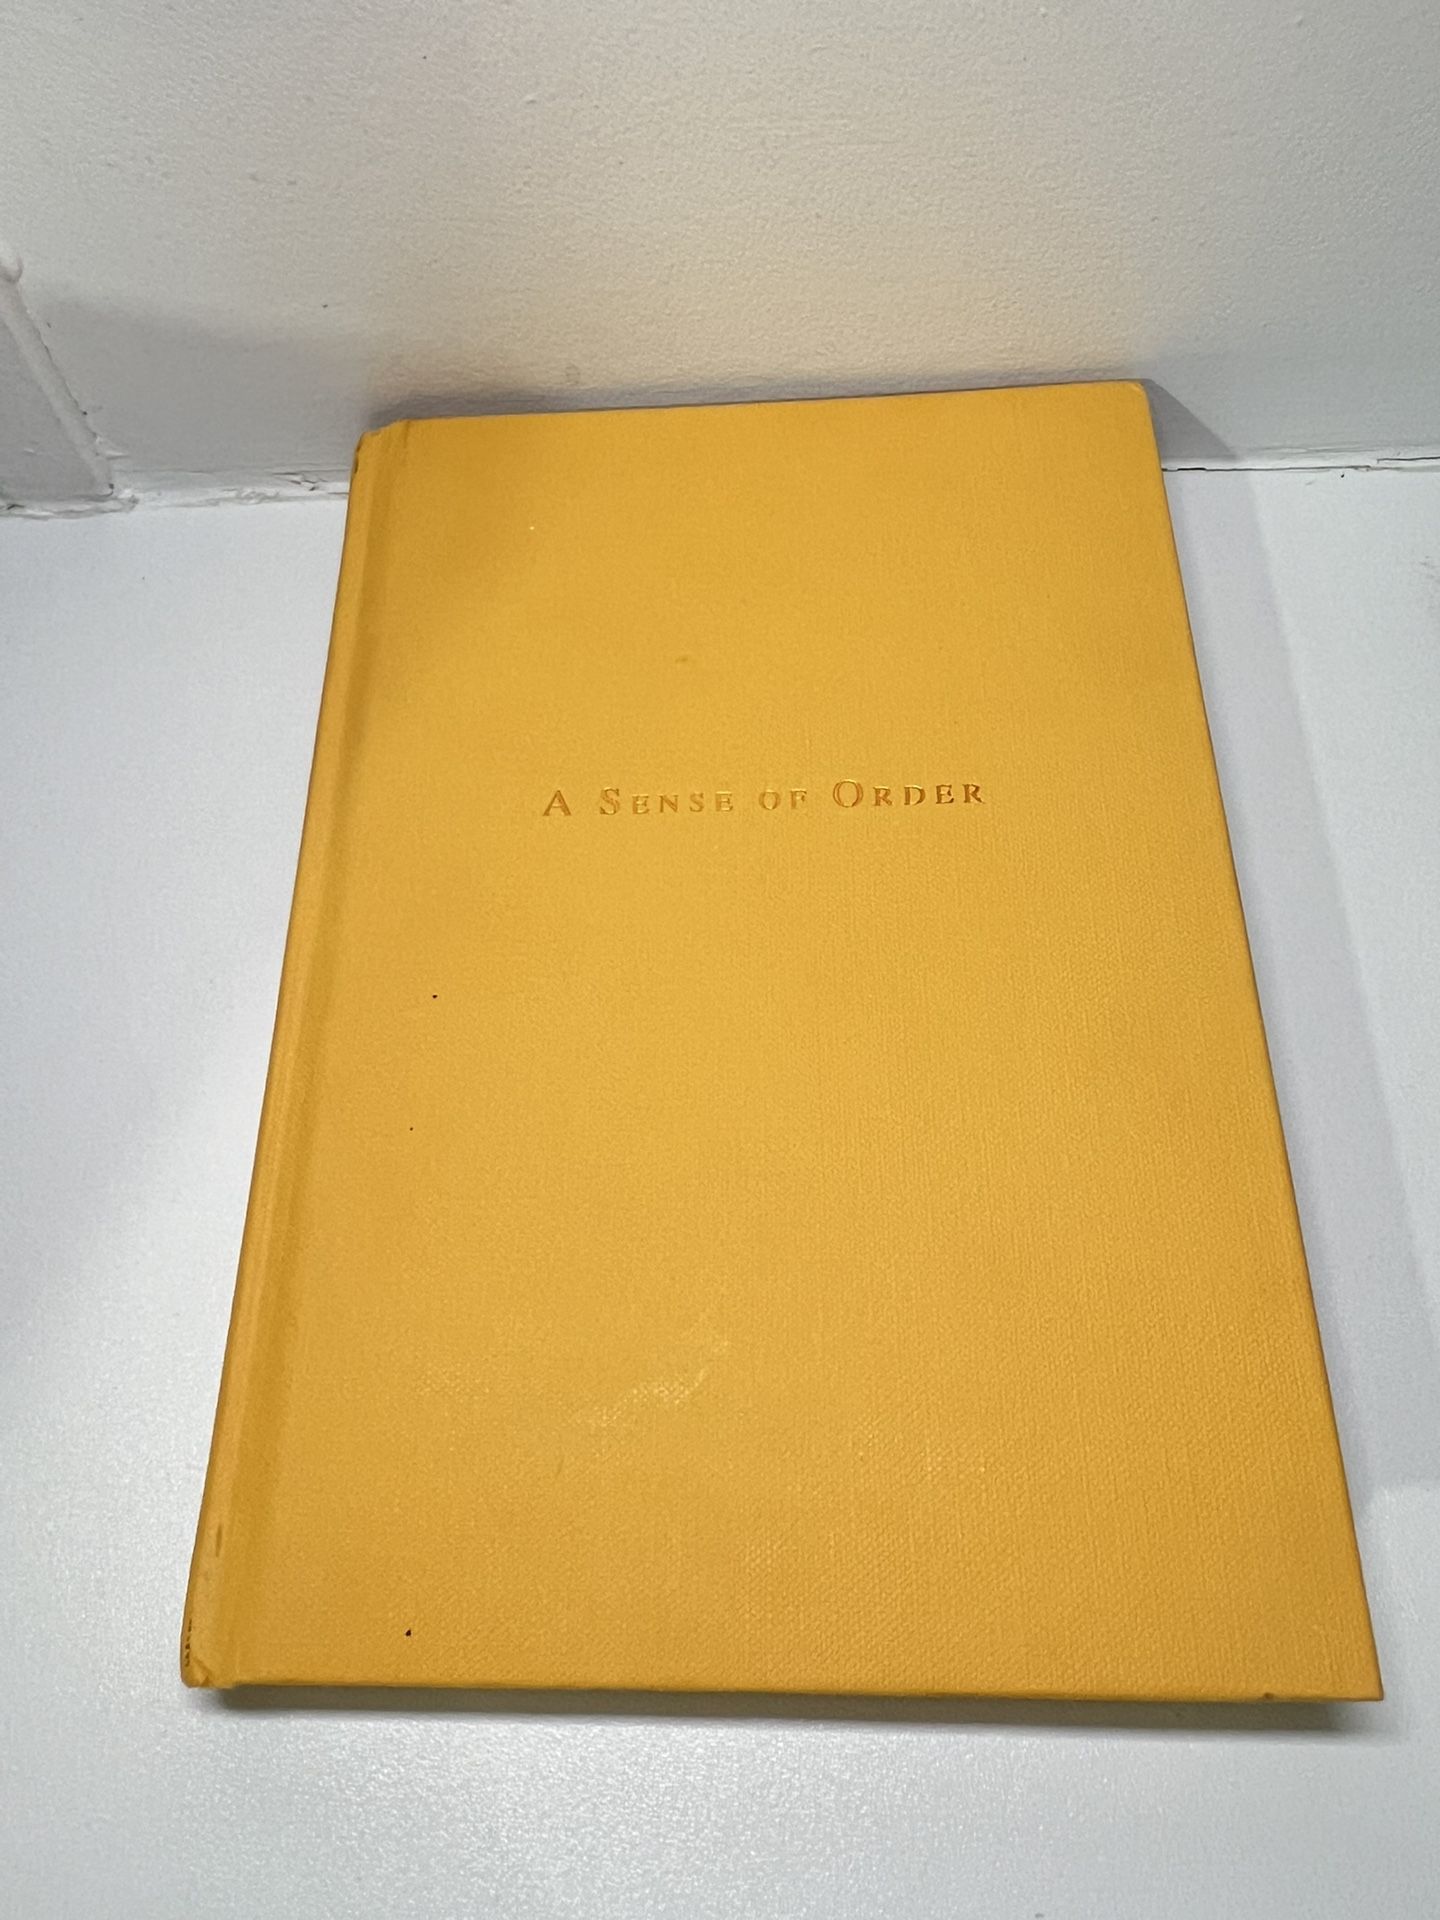 A SENSE OF ORDER